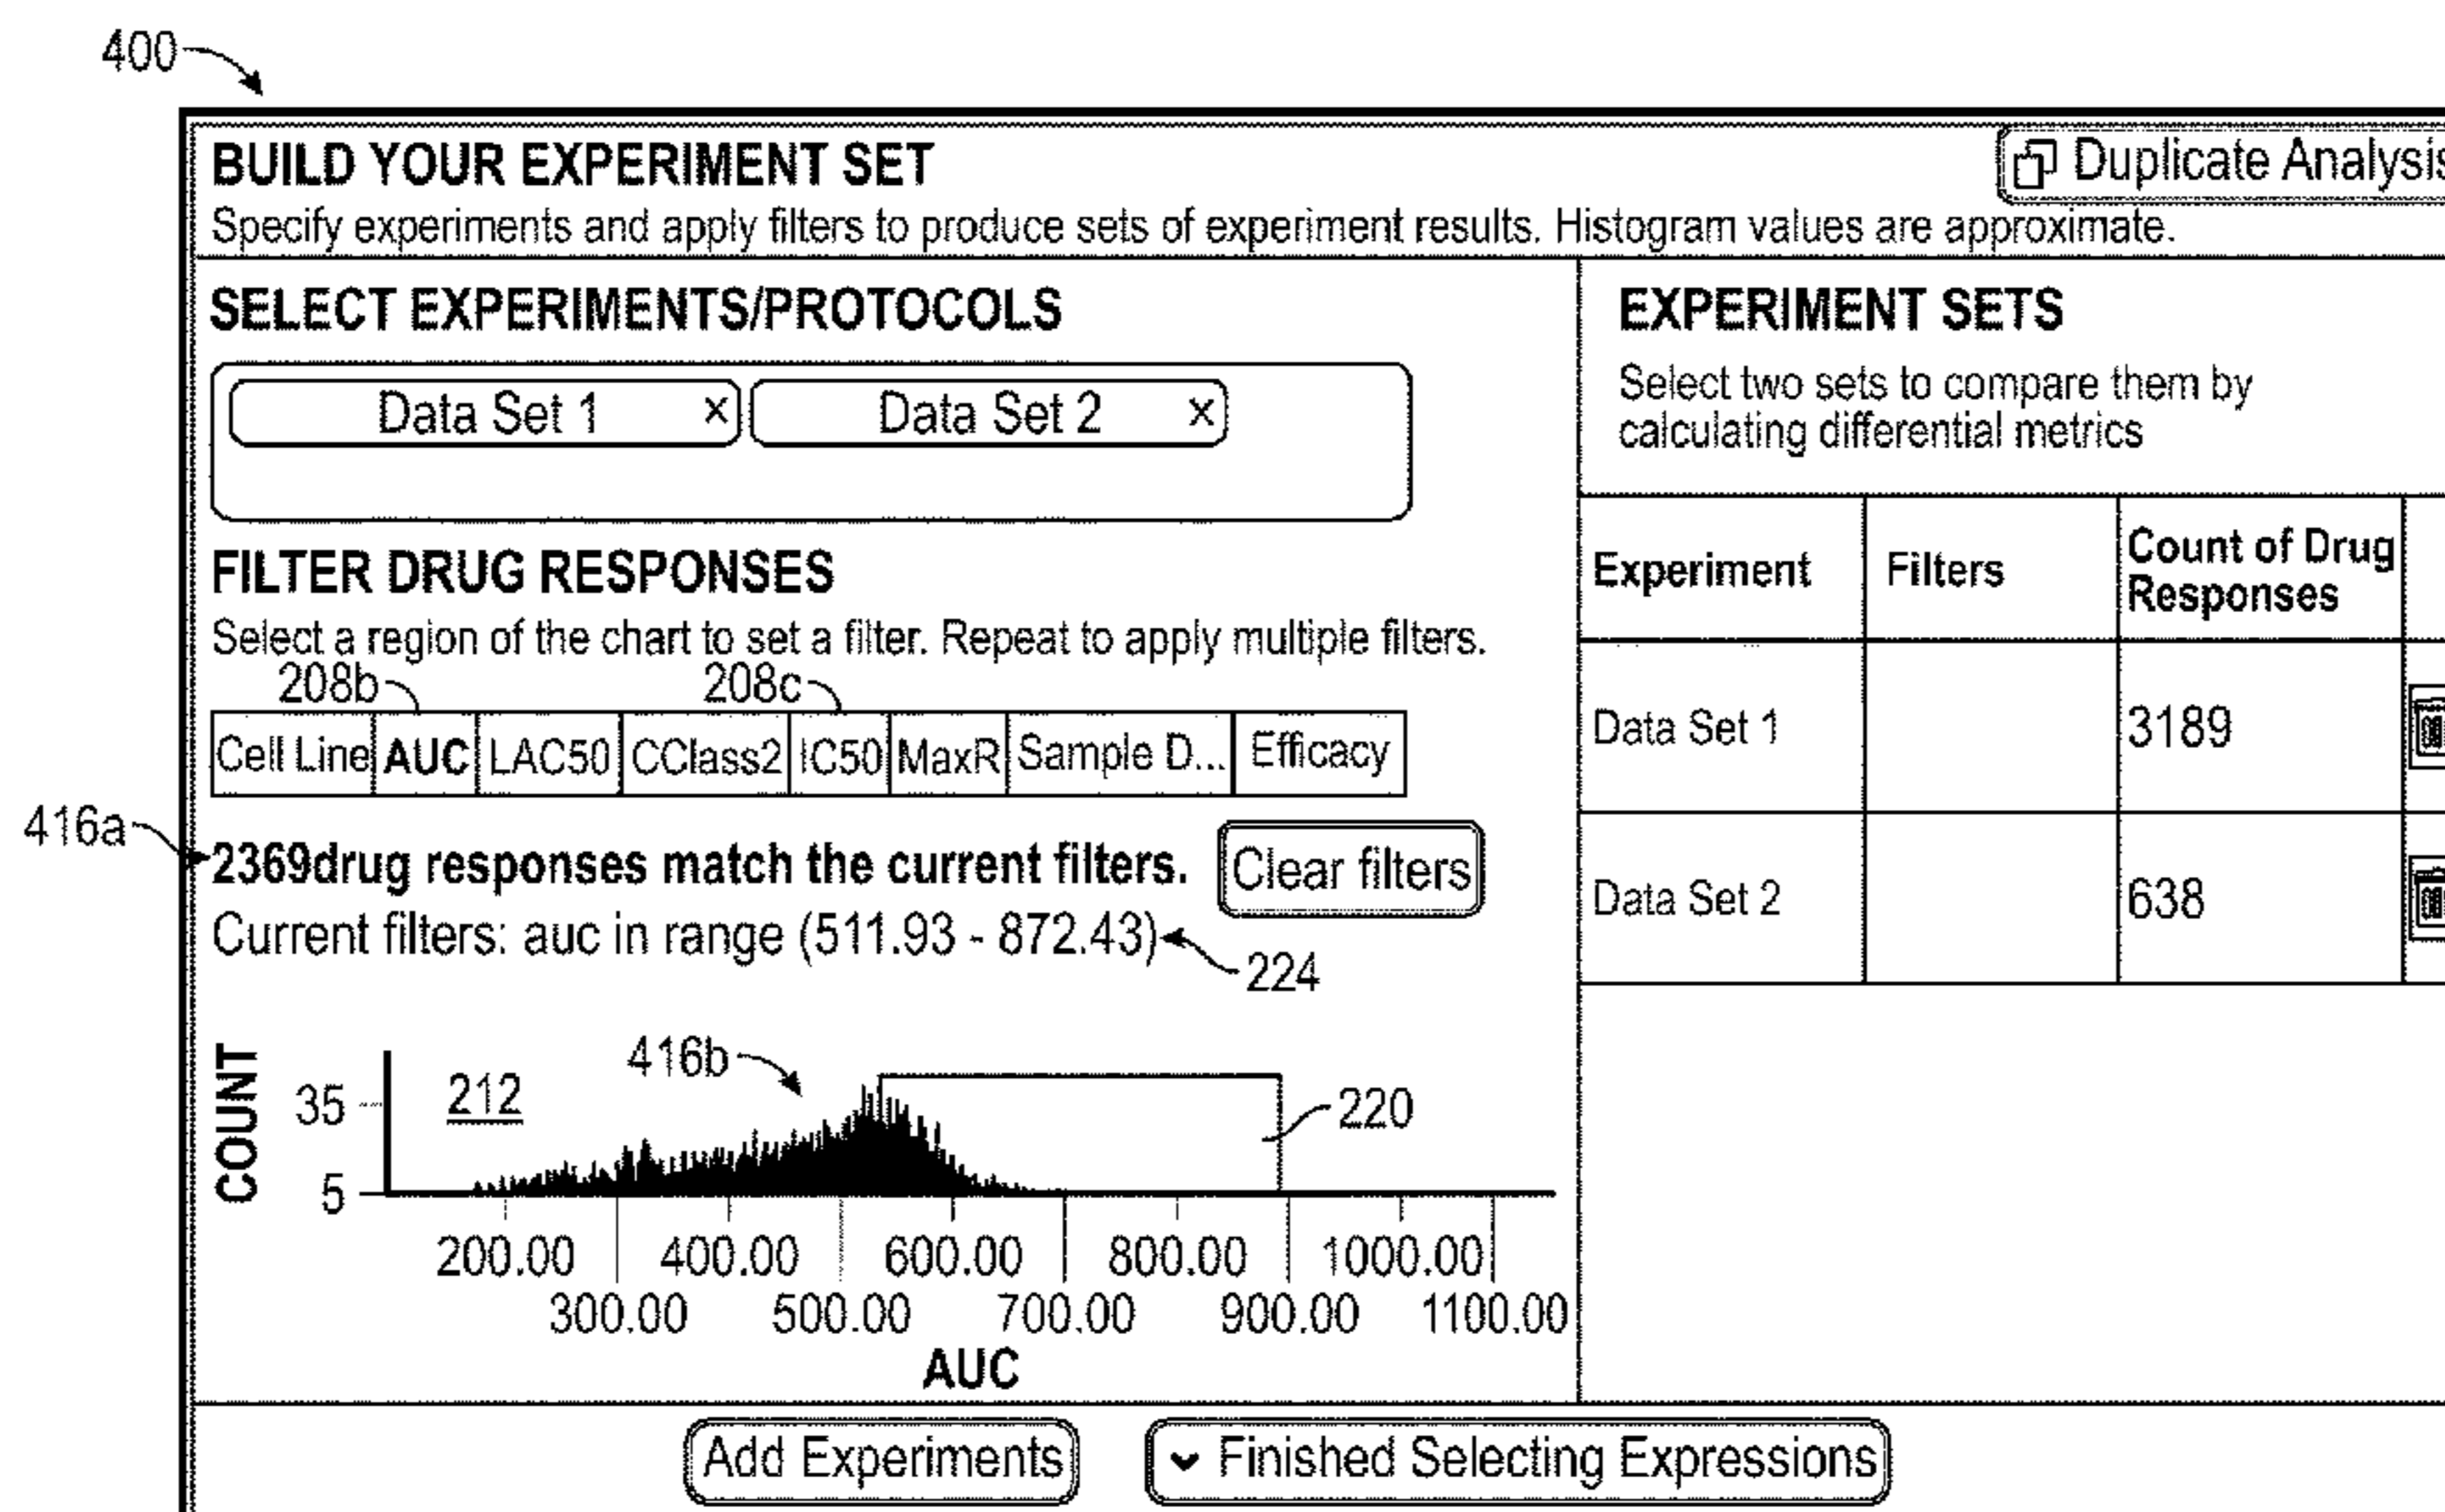 400
BUILD YOUR EXPERIMENT SET
Duplicate Analysis
Specify experiments and apply filters to produce sets of experiment results. Histogram values are approximate.
SELECT EXPERIMENTS/PROTOCOLS
Data Set 1 x Data Set 2 x
FILTER DRUG RESPONSES
Select a region of the chart to set a filter. Repeat to apply multiple filters.
208b 208c
Cell Line AUC LAC50 CClass2 IC50 MaxR Sample D... Efficacy
416a
2369drug responses match the current filters. Clear filters
Current filters: auc in range (511.93 - 872.43)
224
COUNT
35
5
212
416b
220
200.00 400.00 600.00 800.00 1000.00
300.00 500.00 700.00 900.00 1100.00
AUC
EXPERIMENT SETS
Select two sets to compare them by
calculating differential metrics
Experiment Filters Count of Drug
Responses
Data Set 1 3189
Data Set 2 638
Add Experiments Finished Selecting Expressions